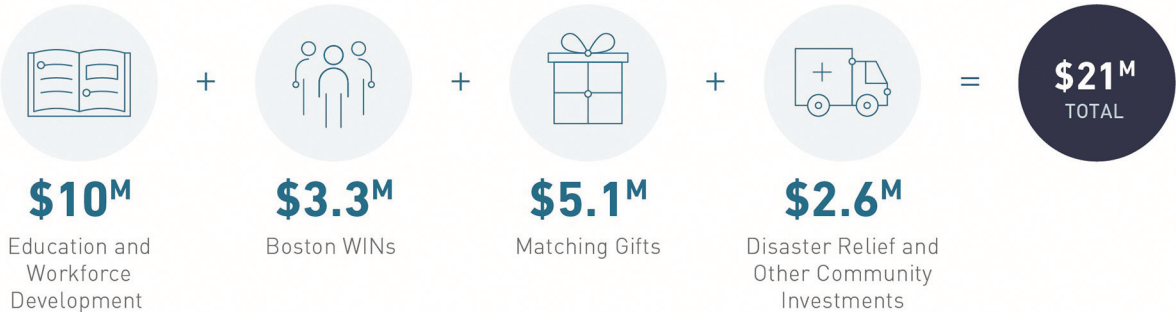 + + + =
$21M
TOTAL
$10M
Education and
Workforce
Development
$3.3M
Boston WINs
$5.1M
Matching Gifts
$2.6M
Disaster Relief and
Other Community
Investments